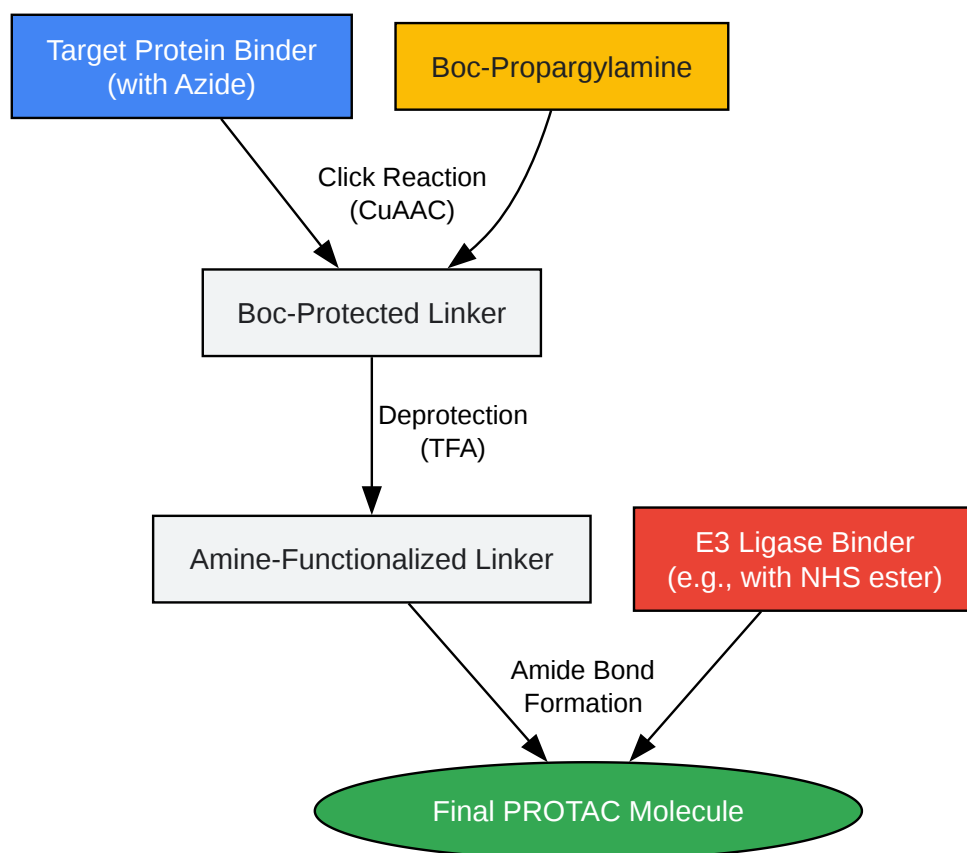 Target Protein Binder
(with Azide)
Boc-Propargylamine
Click Reaction
(CuAAC)
Boc-Protected Linker
Deprotection
(TFA)
Amine-Functionalized Linker
E3 Ligase Binder
(e.g., with NHS ester)
Amide Bond
Formation
Final PROTAC Molecule